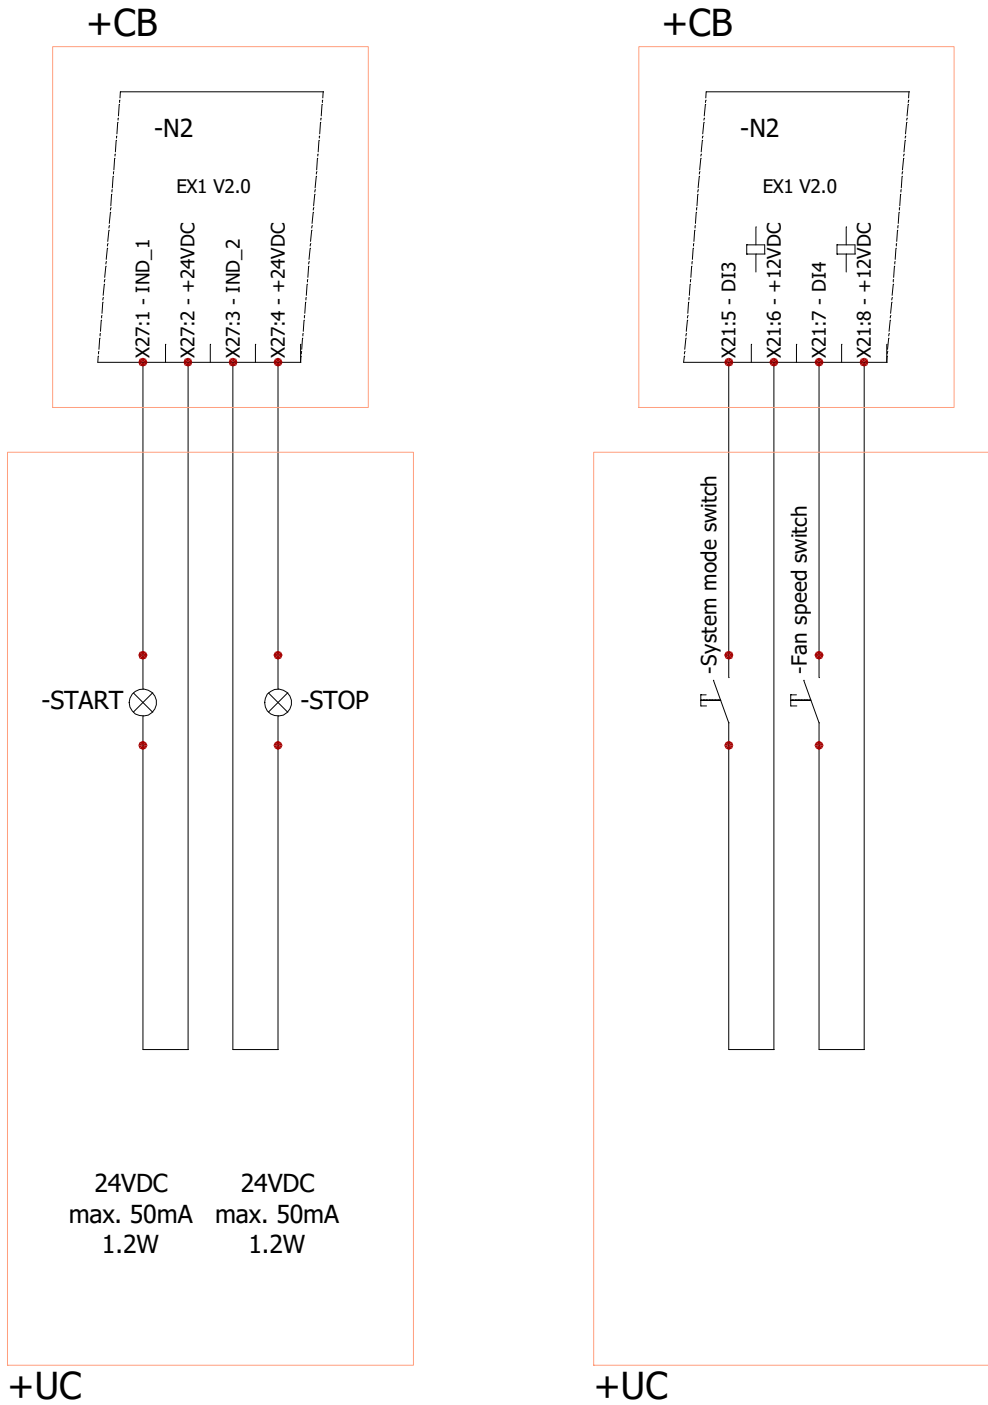 +CB
-N2
EX1 V2.0
X27:1 - IND_1
X27:2 - +24VDC
X27:3 - IND_2
X27:4 - +24VDC
-START
-STOP
24VDC
max. 50mA
1.2W
24VDC
max. 50mA
1.2W
+UC
+CB
-N2
EX1 V2.0
X21:5 - DI3
X21:6 - +12VDC
X21:7 - DI4
X21:8 - +12VDC
-System mode switch
-Fan speed switch
+UC